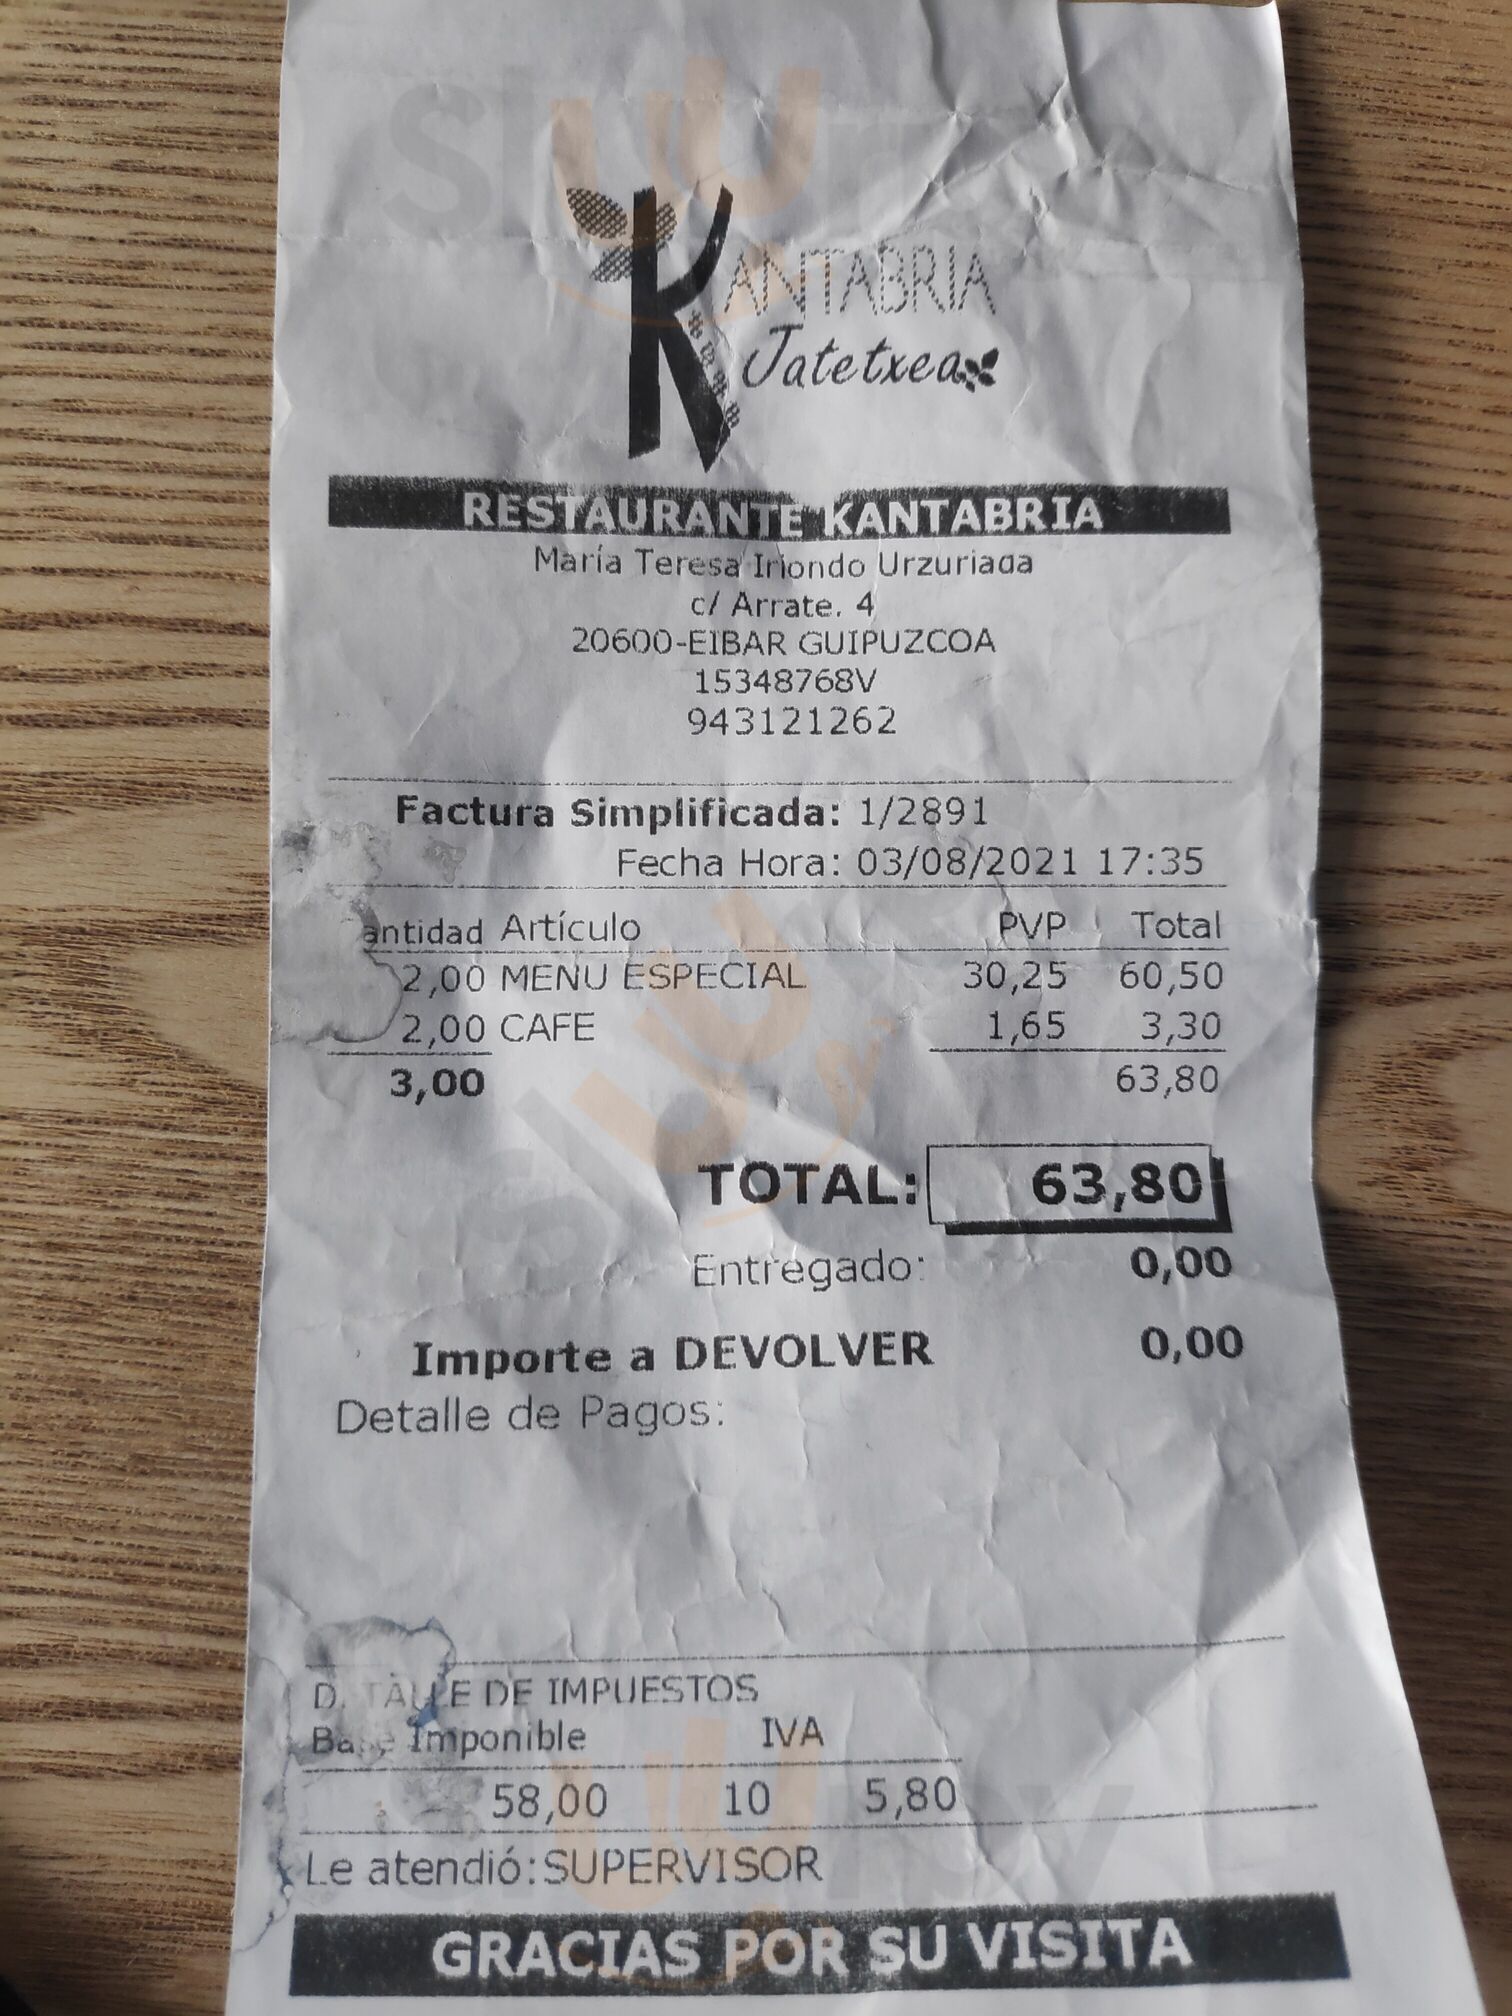 KANTABRIA
Jatetxea
RESTAURANTE KANTABRIA
María Teresa Iriondo Urzuriaga
c/ Arrate. 4
20600-EIBAR GUIPUZCOA
15348768V
943121262
Factura Simplificada: 1/2891
Fecha Hora: 03/08/2021 17:35
antidad Artículo PVP Total
2,00 MENU ESPECIAL 30,25 60,50
2,00 CAFE 1,65 3,30
3,00 63,80
TOTAL: 63,80
Entregado: 0,00
Importe a DEVOLVER 0,00
Detalle de Pagos:
DETALLE DE IMPUESTOS
Base Imponible IVA
58,00 10 5,80
Le atendió:SUPERVISOR
GRACIAS POR SU VISITA